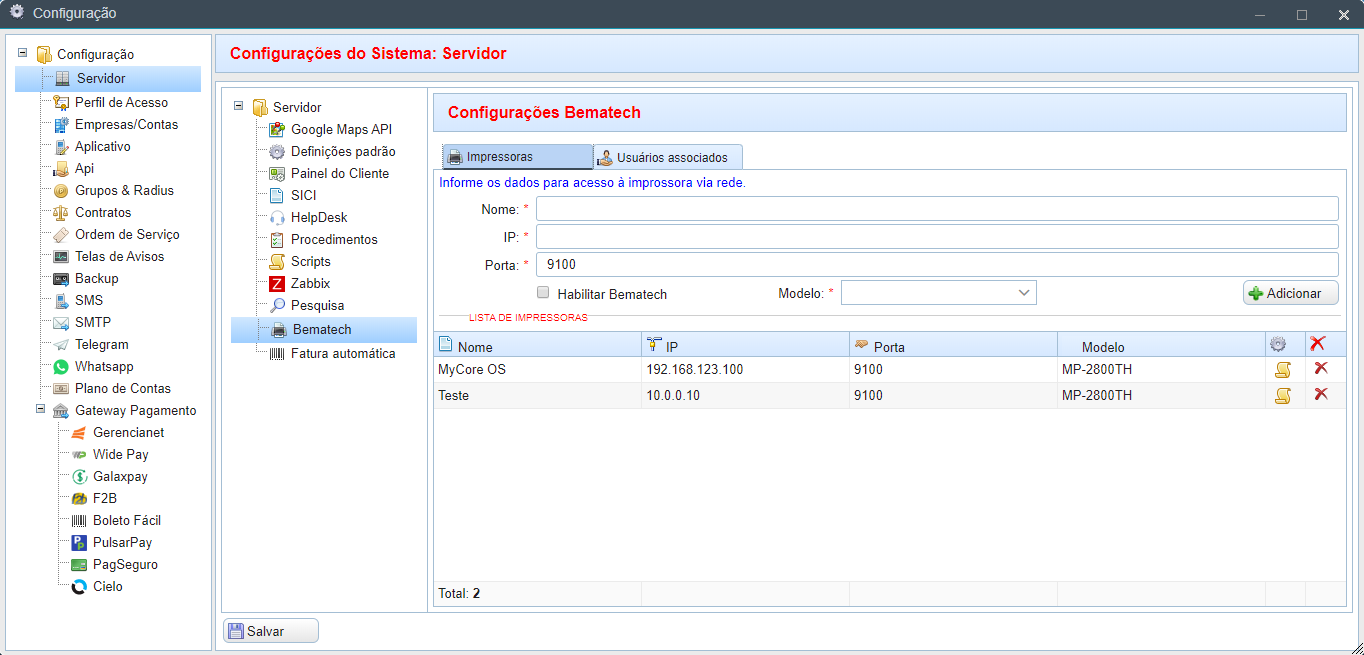 Configuração
Configuração
Servidor
Perfil de Acesso
Empresas/Contas
Aplicativo
Api
Grupos & Radius
Contratos
Ordem de Serviço
Telas de Avisos
Backup
SMS
SMTP
Telegram
Whatsapp
Plano de Contas
Gateway Pagamento
Gerencianet
Wide Pay
Galaxpay
F2B
Boleto Fácil
PulsarPay
PagSeguro
Cielo
Configurações do Sistema: Servidor
Servidor
Google Maps API
Definições padrão
Painel do Cliente
SICI
HelpDesk
Procedimentos
Scripts
Zabbix
Pesquisa
Bematech
Fatura automática
Configurações Bematech
Impressoras Usuários associados
Informe os dados para acesso à improssora via rede.
Nome: *
IP: *
Porta: * 9100
Habilitar Bematech Modelo: * Adicionar
LISTA DE IMPRESSORAS
Nome IP Porta Modelo
MyCore OS 192.168.123.100 9100 MP-2800TH
Teste 10.0.0.10 9100 MP-2800TH
Total: 2
Salvar